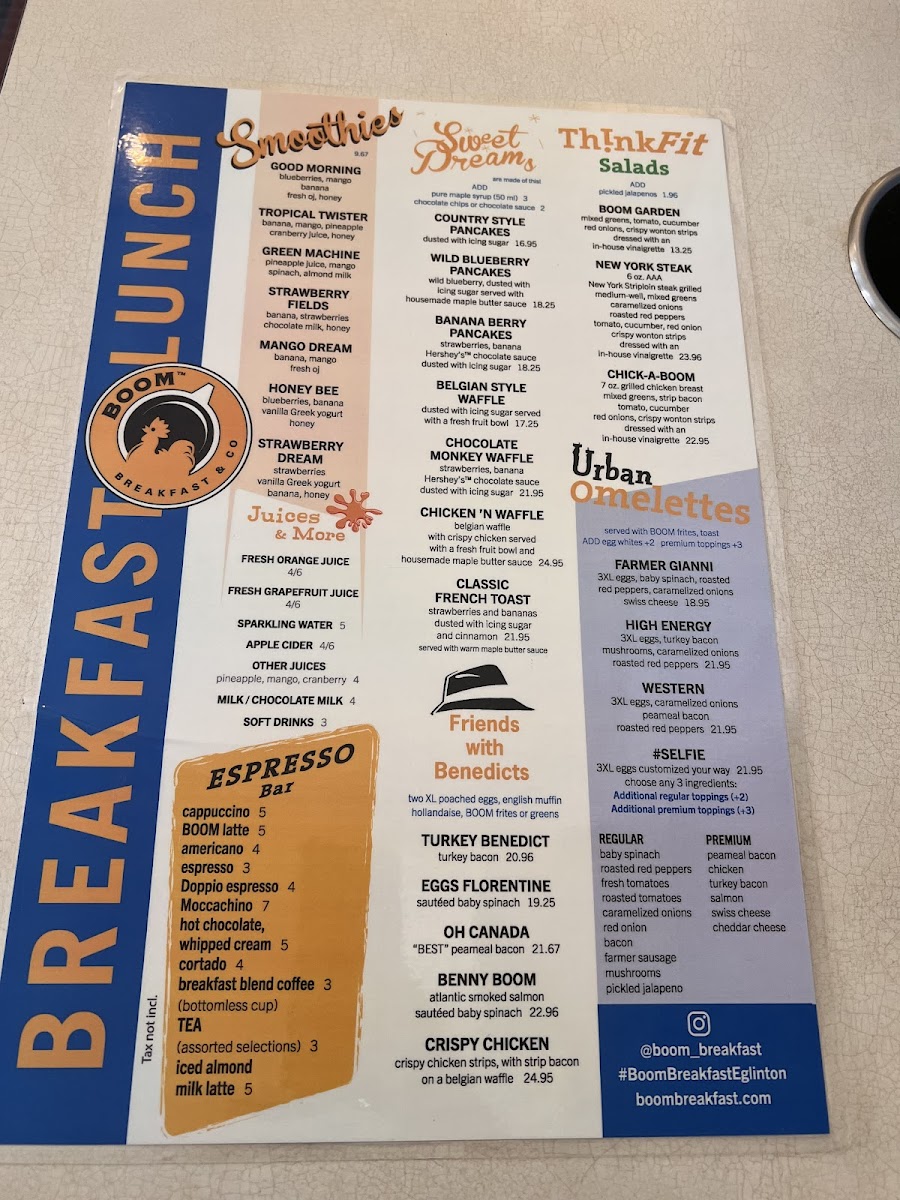 BREAKFAST LUNCH
BOOM™
BREAKFAST & CO
Smoothies
9.67
GOOD MORNING
blueberries, mango
banana
fresh oj, honey
TROPICAL TWISTER
banana, mango, pineapple
cranberry juice, honey
GREEN MACHINE
pineapple juice, mango
spinach, almond milk
STRAWBERRY
FIELDS
banana, strawberries
chocolate milk, honey
MANGO DREAM
banana, mango
fresh oj
HONEY BEE
blueberries, banana
vanilla Greek yogurt
honey
STRAWBERRY
DREAM
strawberries
vanilla Greek yogurt
banana, honey
Juices
& More
FRESH ORANGE JUICE
4/6
FRESH GRAPEFRUIT JUICE
4/6
SPARKLING WATER 5
APPLE CIDER 4/6
OTHER JUICES
pineapple, mango, cranberry 4
MILK / CHOCOLATE MILK 4
SOFT DRINKS 3
ESPRESSO
Bar
cappuccino 5
BOOM latte 5
americano 4
espresso 3
Doppio espresso 4
Moccachino 7
hot chocolate,
whipped cream 5
cortado 4
breakfast blend coffee 3
(bottomless cup)
TEA
(assorted selections) 3
iced almond
milk latte 5
Tax not incl.
Sweet
Dreams
are made of this!
ADD
pure maple syrup (50 ml) 3
chocolate chips or chocolate sauce 2
COUNTRY STYLE
PANCAKES
dusted with icing sugar 16.95
WILD BLUEBERRY
PANCAKES
wild blueberry, dusted with
icing sugar served with
housemade maple butter sauce 18.25
BANANA BERRY
PANCAKES
strawberries, banana
Hershey's™ chocolate sauce
dusted with icing sugar 18.25
BELGIAN STYLE
WAFFLE
dusted with icing sugar served
with a fresh fruit bowl 17.25
CHOCOLATE
MONKEY WAFFLE
strawberries, banana
Hershey's™ chocolate sauce
dusted with icing sugar 21.95
CHICKEN 'N WAFFLE
belgian waffle
with crispy chicken served
with a fresh fruit bowl and
housemade maple butter sauce 24.95
CLASSIC
FRENCH TOAST
strawberries and bananas
dusted with icing sugar
and cinnamon 21.95
served with warm maple butter sauce
Friends
with
Benedicts
two XL poached eggs, english muffin
hollandaise, BOOM frites or greens
TURKEY BENEDICT
turkey bacon 20.96
EGGS FLORENTINE
sautéed baby spinach 19.25
OH CANADA
"BEST" peameal bacon 21.67
BENNY BOOM
atlantic smoked salmon
sautéed baby spinach 22.96
CRISPY CHICKEN
crispy chicken strips, with strip bacon
on a belgian waffle 24.95
Th!nkFit
Salads
ADD
pickled jalapenos 1.96
BOOM GARDEN
mixed greens, tomato, cucumber
red onions, crispy wonton strips
dressed with an
in-house vinaigrette 13.25
NEW YORK STEAK
6 oz. AAA
New York Striploin steak grilled
medium-well, mixed greens
caramelized onions
roasted red peppers
tomato, cucumber, red onion
crispy wonton strips
dressed with an
in-house vinaigrette 23.96
CHICK-A-BOOM
7 oz. grilled chicken breast
mixed greens, strip bacon
tomato, cucumber
red onions, crispy wonton strips
dressed with an
in-house vinaigrette 22.95
Urban
Omelettes
served with BOOM frites, toast
ADD egg whites +2 premium toppings +3
FARMER GIANNI
3XL eggs, baby spinach, roasted
red peppers, caramelized onions
swiss cheese 18.95
HIGH ENERGY
3XL eggs, turkey bacon
mushrooms, caramelized onions
roasted red peppers 21.95
WESTERN
3XL eggs, caramelized onions
peameal bacon
roasted red peppers 21.95
#SELFIE
3XL eggs customized your way 21.95
choose any 3 ingredients:
Additional regular toppings (+2)
Additional premium toppings (+3)
REGULAR
baby spinach
roasted red peppers
fresh tomatoes
roasted tomatoes
caramelized onions
red onion
bacon
farmer sausage
mushrooms
pickled jalapeno
PREMIUM
peameal bacon
chicken
turkey bacon
salmon
swiss cheese
cheddar cheese
@boom_breakfast
#BoomBreakfastEglinton
boombreakfast.com